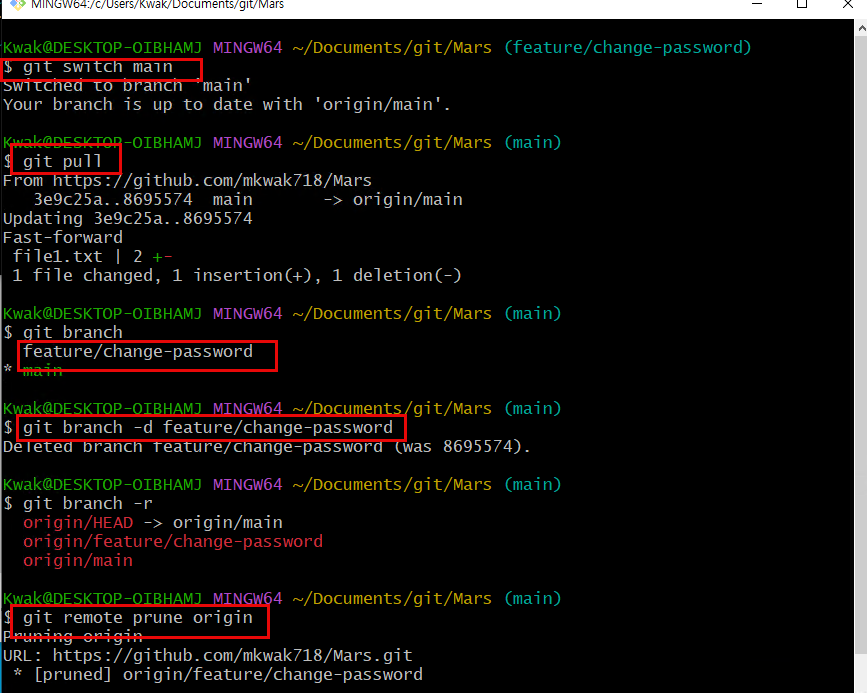 MINGW64:/c/Users/Kwak/Documents/git/Mars
Kwak@DESKTOP-OIBHAMJ MINGW64 ~/Documents/git/Mars (feature/change-password)
$ git switch main
Switched to branch 'main'
Your branch is up to date with 'origin/main'.
Kwak@DESKTOP-OIBHAMJ MINGW64 ~/Documents/git/Mars (main)
$ git pull
From https://github.com/mkwak718/Mars
   3e9c25a..8695574  main       -> origin/main
Updating 3e9c25a..8695574
Fast-forward
 file1.txt | 2 +-
 1 file changed, 1 insertion(+), 1 deletion(-)
Kwak@DESKTOP-OIBHAMJ MINGW64 ~/Documents/git/Mars (main)
$ git branch
  feature/change-password
* main
Kwak@DESKTOP-OIBHAMJ MINGW64 ~/Documents/git/Mars (main)
$ git branch -d feature/change-password
Deleted branch feature/change-password (was 8695574).
Kwak@DESKTOP-OIBHAMJ MINGW64 ~/Documents/git/Mars (main)
$ git branch -r
  origin/HEAD -> origin/main
  origin/feature/change-password
  origin/main
Kwak@DESKTOP-OIBHAMJ MINGW64 ~/Documents/git/Mars (main)
$ git remote prune origin
Pruning origin
URL: https://github.com/mkwak718/Mars.git
 * [pruned] origin/feature/change-password